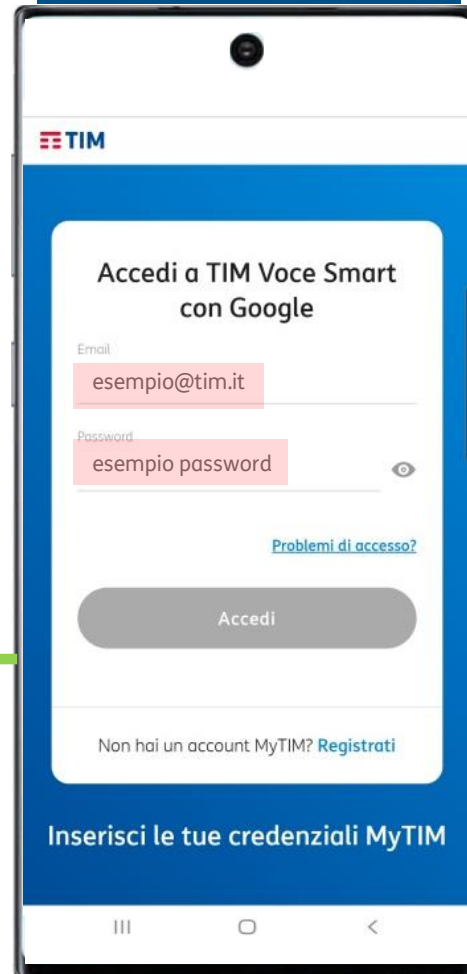 TIM
Accedi a TIM Voce Smart
con Google
Email
esempio@tim.it
Password
esempio password
Problemi di accesso?
Accedi
Non hai un account MyTIM? Registrati
Inserisci le tue credenziali MyTIM